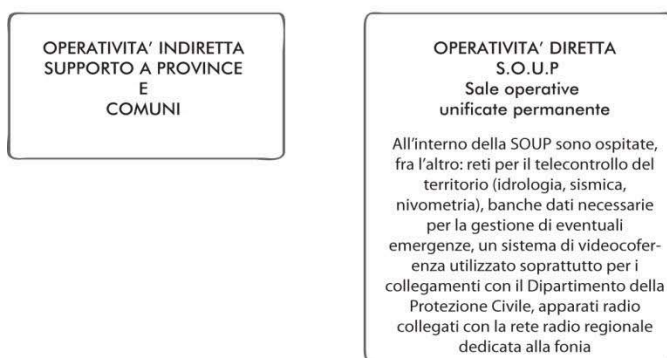 OPERATIVITA’ INDIRETTA
SUPPORTO A PROVINCE
E
COMUNI
OPERATIVITA’ DIRETTA
S.O.U.P
Sale operative
unificate permanente
All’interno della SOUP sono ospitate,
fra l’altro: reti per il telecontrollo del
territorio (idrologia, sismica,
nivometria), banche dati necessarie
per la gestione di eventuali
emergenze, un sistema di videocofer-
enza utilizzato soprattutto per i
collegamenti con il Dipartimento della
Protezione Civile, apparati radio
collegati con la rete radio regionale
dedicata alla fonia